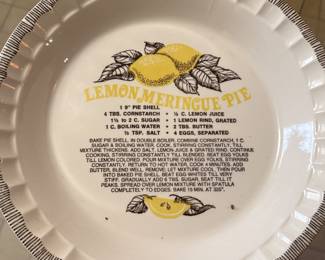 LEMON MERINGUE PIE
1 9" PIE SHELL
4 TBS. CORNSTARCH • ½ C. LEMON JUICE
1½ to 2 C. SUGAR • 1 LEMON RIND, GRATED
1 C. BOILING WATER • 2 TBS. BUTTER
½ TSP. SALT • 4 EGGS, SEPARATED
BAKE PIE SHELL. IN DOUBLE BOILER, COMBINE CORNSTARCH, 1 C.
SUGAR & BOILING WATER. COOK, STIRRING CONSTANTLY, TILL
MIXTURE THICKENS. ADD SALT, LEMON JUICE & GRATED RIND. CONTINUE
COOKING, STIRRING CONSTANTLY TILL BLENDED. BEAT EGG YOLKS
TILL LEMON COLORED. POUR MIXTURE OVER EGG YOLKS, STIRRING
CONSTANTLY. RETURN TO HOT WATER, COOK 4 MINUTES. ADD
BUTTER, BLEND WELL. REMOVE. LET MIXTURE COOL, THEN POUR
INTO BAKED PIE SHELL. BEAT EGG WHITES TILL VERY
STIFF. GRADUALLY ADD 6 TBS. SUGAR. BEAT TILL IT
PEAKS. SPREAD OVER LEMON MIXTURE WITH SPATULA
COMPLETELY TO EDGES. BAKE 15 MIN. AT 325°.